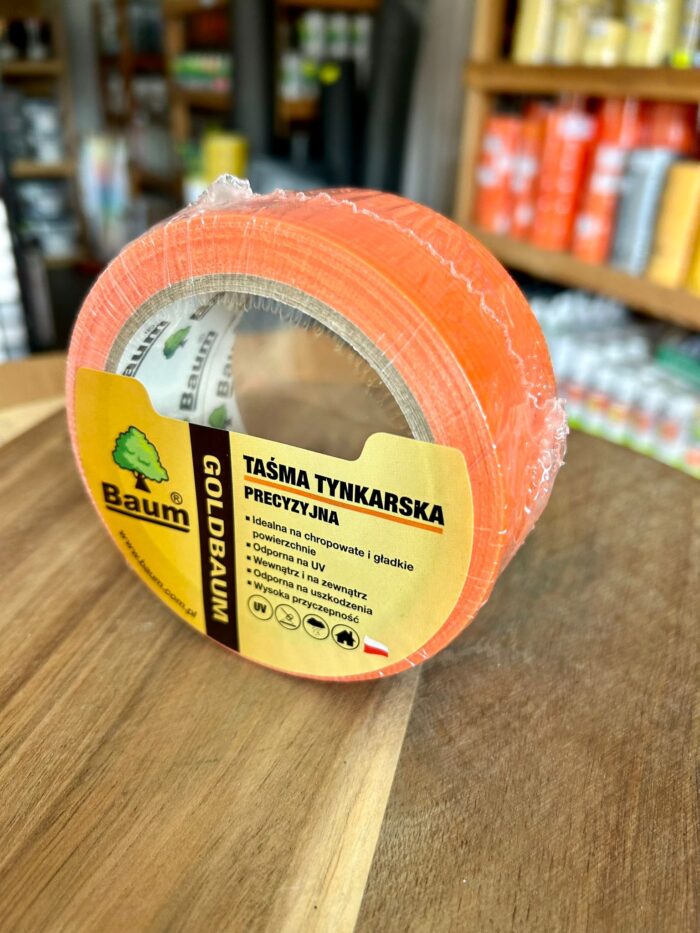 Baum
Baum
Baum®
www.baum.com.pl
GOLDBAUM
TAŚMA TYNKARSKA
PRECYZYJNA
▪ Idealna na chropowate i gładkie
powierzchnie
▪ Odporna na UV
▪ Wewnątrz i na zewnątrz
▪ Odporna na uszkodzenia
▪ Wysoka przyczepność
UV